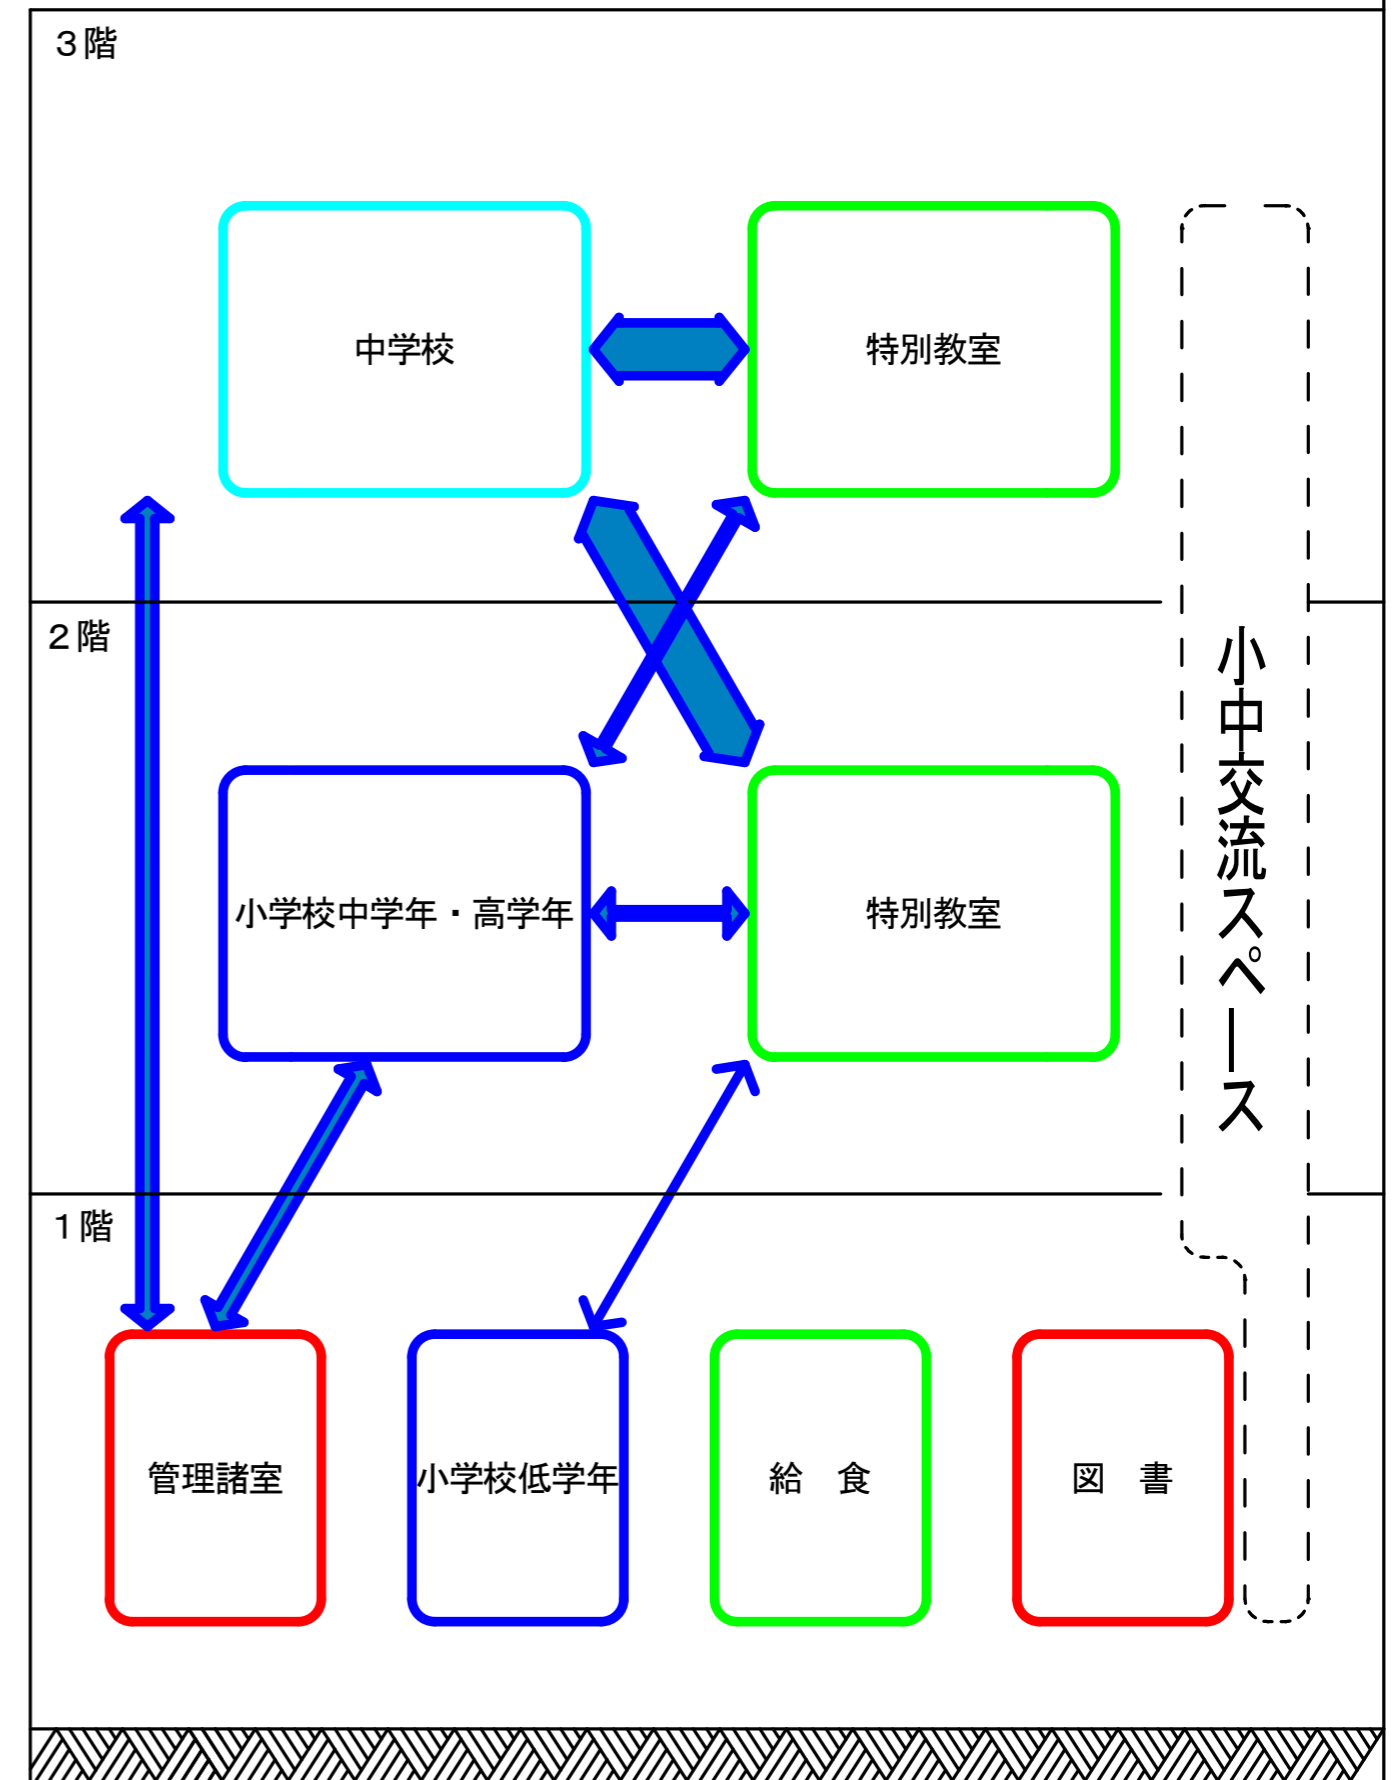 ３階
中学校
特別教室
２階
小学校中学年・高学年
特別教室
小中交流スペース
１階
管理諸室
小学校低学年
給　食
図　書